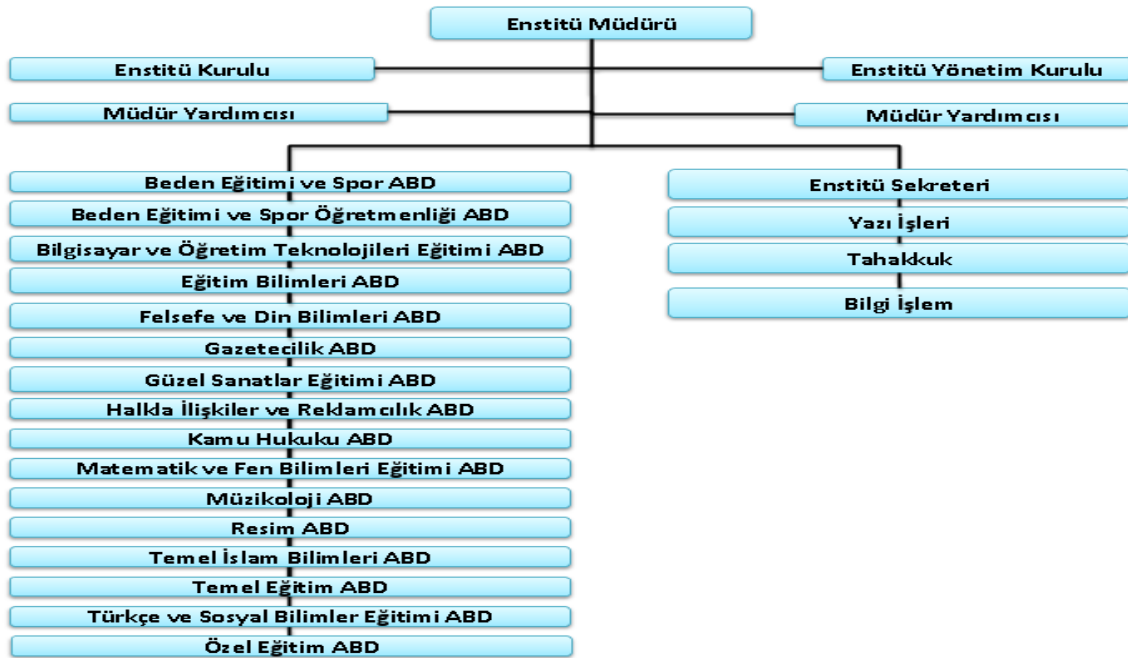 Enstitü Müdürü
Enstitü Kurulu
Enstitü Yönetim Kurulu
Müdür Yardımcısı
Müdür Yardımcısı
Beden Eğitimi ve Spor ABD
Beden Eğitimi ve Spor Öğretmenliği ABD
Bilgisayar ve Öğretim Teknolojileri Eğitimi ABD
Eğitim Bilimleri ABD
Felsefe ve Din Bilimleri ABD
Gazetecilik ABD
Güzel Sanatlar Eğitimi ABD
Halkla İlişkiler ve Reklamcılık ABD
Kamu Hukuku ABD
Matematik ve Fen Bilimleri Eğitimi ABD
Müzikoloji ABD
Resim ABD
Temel İslam Bilimleri ABD
Temel Eğitim ABD
Türkçe ve Sosyal Bilimler Eğitimi ABD
Özel Eğitim ABD
Enstitü Sekreteri
Yazı İşleri
Tahakkuk
Bilgi İşlem